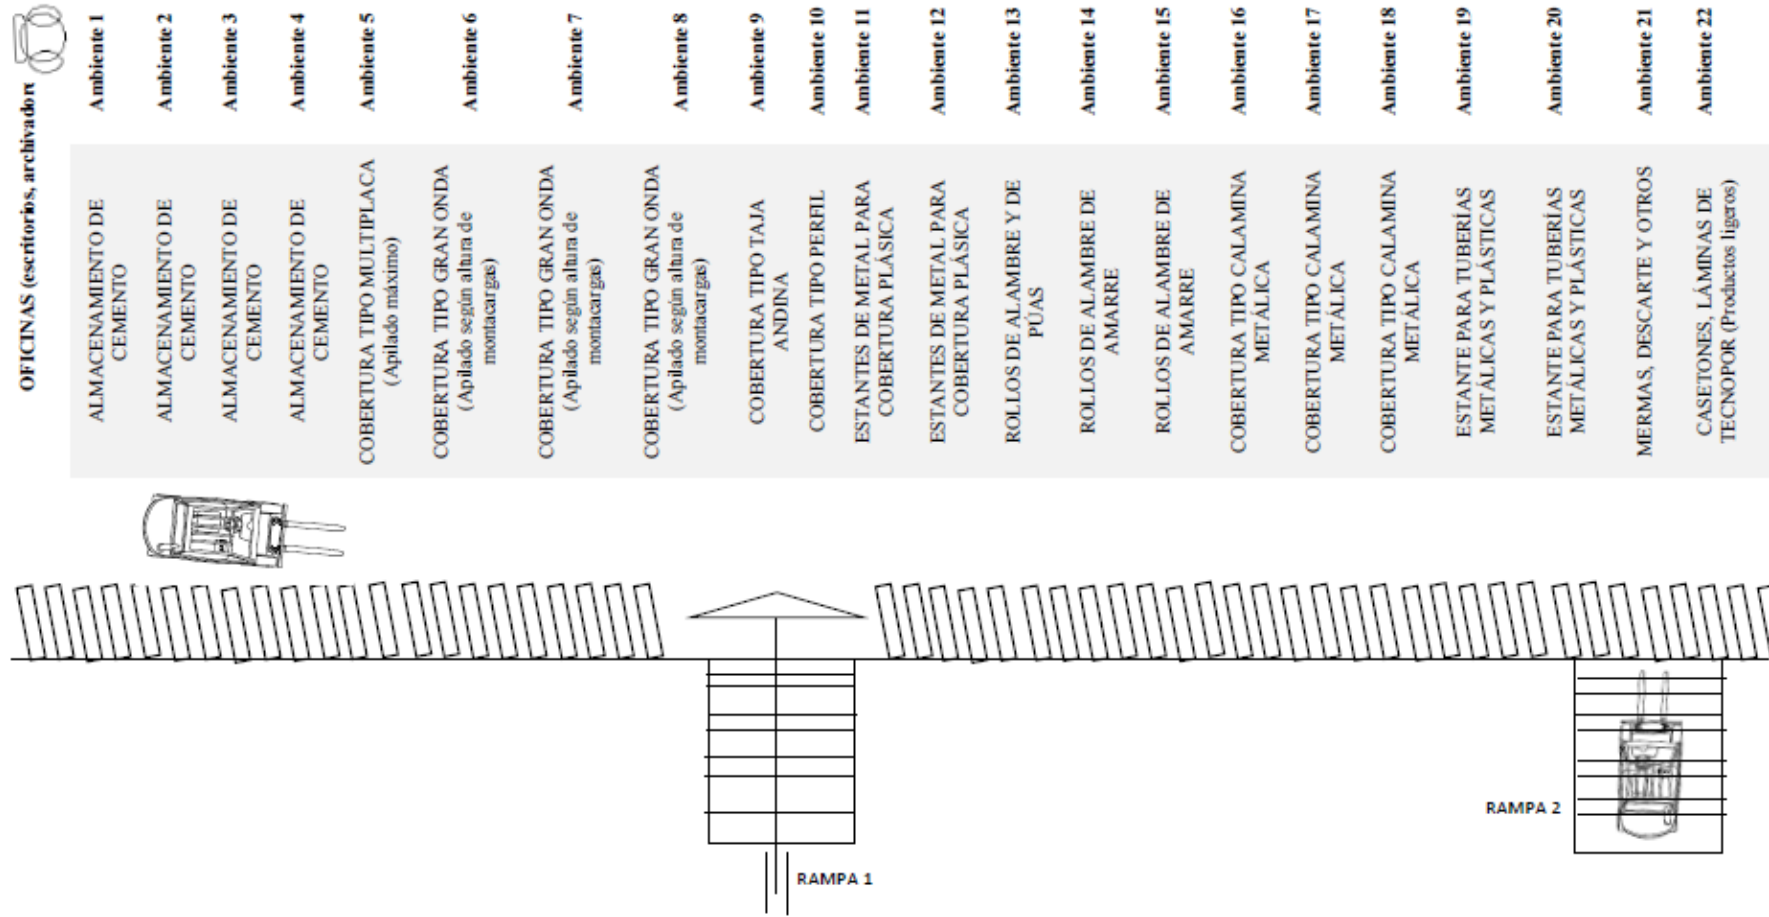 OFICINAS (escritorios, archivadore
Ambiente 1
ALMACENAMIENTO DE
CEMENTO
Ambiente 2
ALMACENAMIENTO DE
CEMENTO
Ambiente 3
ALMACENAMIENTO DE
CEMENTO
Ambiente 4
ALMACENAMIENTO DE
CEMENTO
Ambiente 5
COBERTURA TIPO MULTIPLACA
(Apilado máximo)
Ambiente 6
COBERTURA TIPO GRAN ONDA
(Apilado según altura de
montacargas)
Ambiente 7
COBERTURA TIPO GRAN ONDA
(Apilado según altura de
montacargas)
Ambiente 8
COBERTURA TIPO GRAN ONDA
(Apilado según altura de
montacargas)
Ambiente 9
COBERTURA TIPO TAJA
ANDINA
Ambiente 10
COBERTURA TIPO PERFIL
Ambiente 11
ESTANTES DE METAL PARA
COBERTURA PLÁSICA
Ambiente 12
ESTANTES DE METAL PARA
COBERTURA PLÁSICA
Ambiente 13
ROLLOS DE ALAMBRE Y DE
PÚAS
Ambiente 14
ROLLOS DE ALAMBRE DE
AMARRE
Ambiente 15
ROLLOS DE ALAMBRE DE
AMARRE
Ambiente 16
COBERTURA TIPO CALAMINA
METÁLICA
Ambiente 17
COBERTURA TIPO CALAMINA
METÁLICA
Ambiente 18
COBERTURA TIPO CALAMINA
METÁLICA
Ambiente 19
ESTANTE PARA TUBERÍAS
METÁLICAS Y PLÁSTICAS
Ambiente 20
ESTANTE PARA TUBERÍAS
METÁLICAS Y PLÁSTICAS
Ambiente 21
MERMAS, DESCARTE Y OTROS
Ambiente 22
CASETONES, LÁMINAS DE
TECNOPOR (Productos ligeros)
RAMPA 1
RAMPA 2